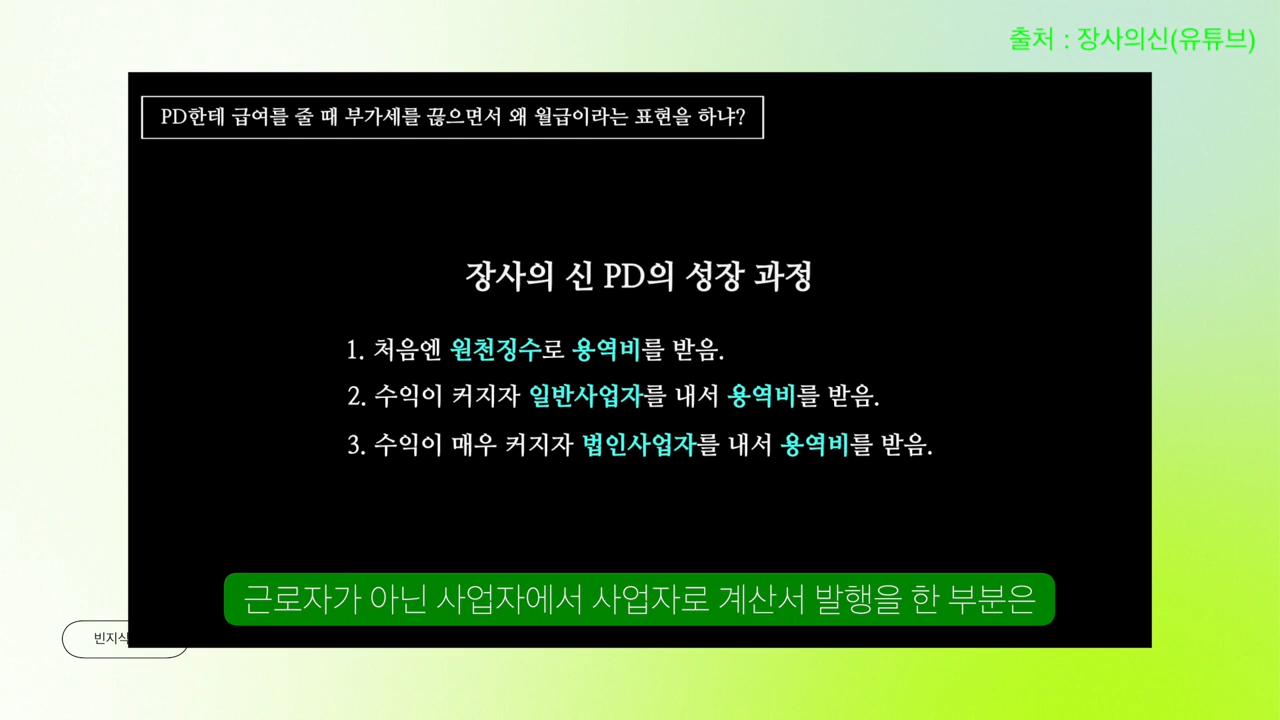 출처 : 장사의신(유튜브)
PD한테 급여를 줄 때 부가세를 끊으면서 왜 월급이라는 표현을 하냐?
장사의 신 PD의 성장 과정
1. 처음엔 원천징수로 용역비를 받음.
2. 수익이 커지자 일반사업자를 내서 용역비를 받음.
3. 수익이 매우 커지자 법인사업자를 내서 용역비를 받음.
근로자가 아닌 사업자에서 사업자로 계산서 발행을 한 부분은
빈지식